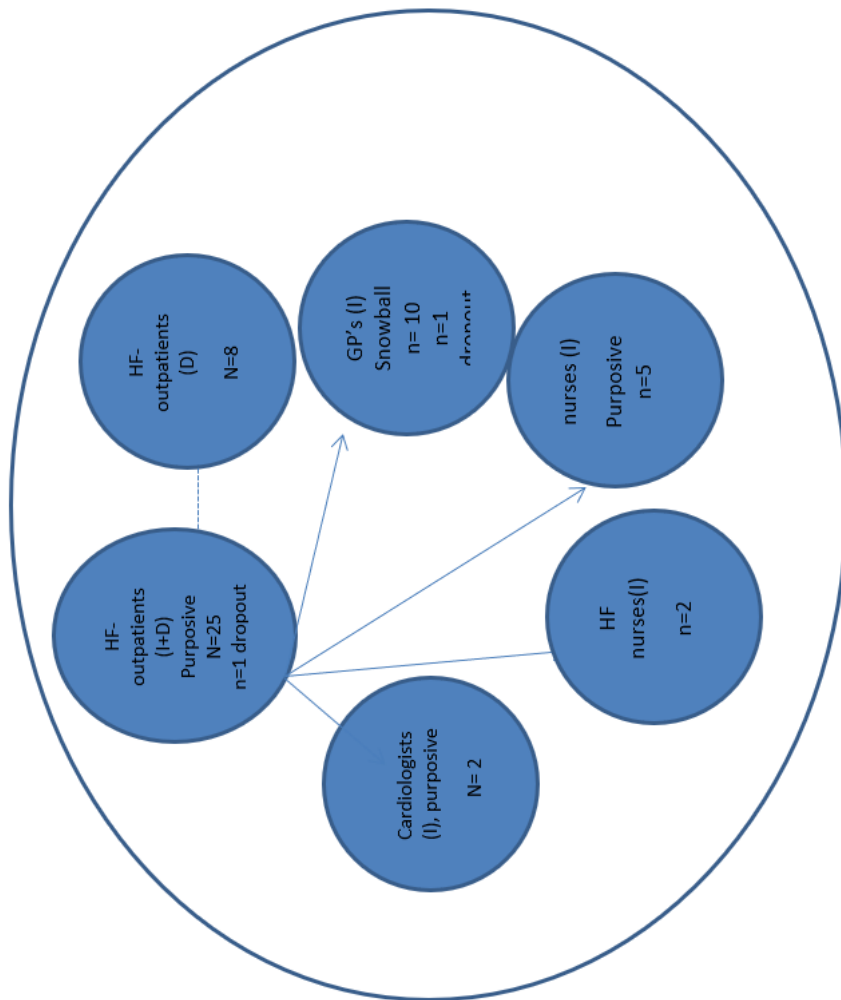 HF-
outpatients
(I+D)
Purposive
N=25
n=1 dropout
HF-
outpatients
(D)
N=8
Cardiologists
(I), purposive
N= 2
GP's (I)
Snowball
n= 10
n=1
dropout
HF
nurses(I)
n=2
nurses (I)
Purposive
n=5